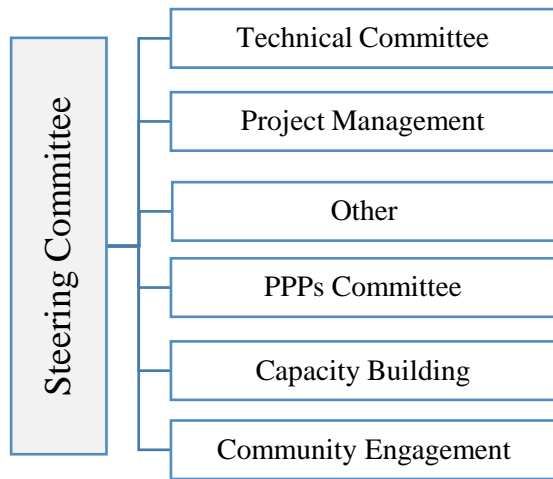 Steering Committee
Technical Committee
Project Management
Other
PPPs Committee
Capacity Building
Community Engagement